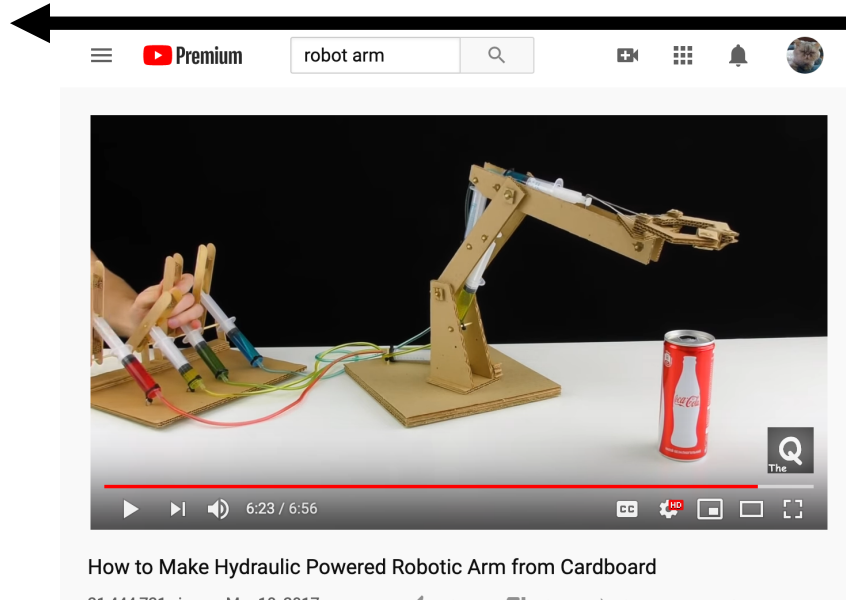 Premium
robot arm
Coca-Cola
The Q
6:23 / 6:56
CC
HD
How to Make Hydraulic Powered Robotic Arm from Cardboard